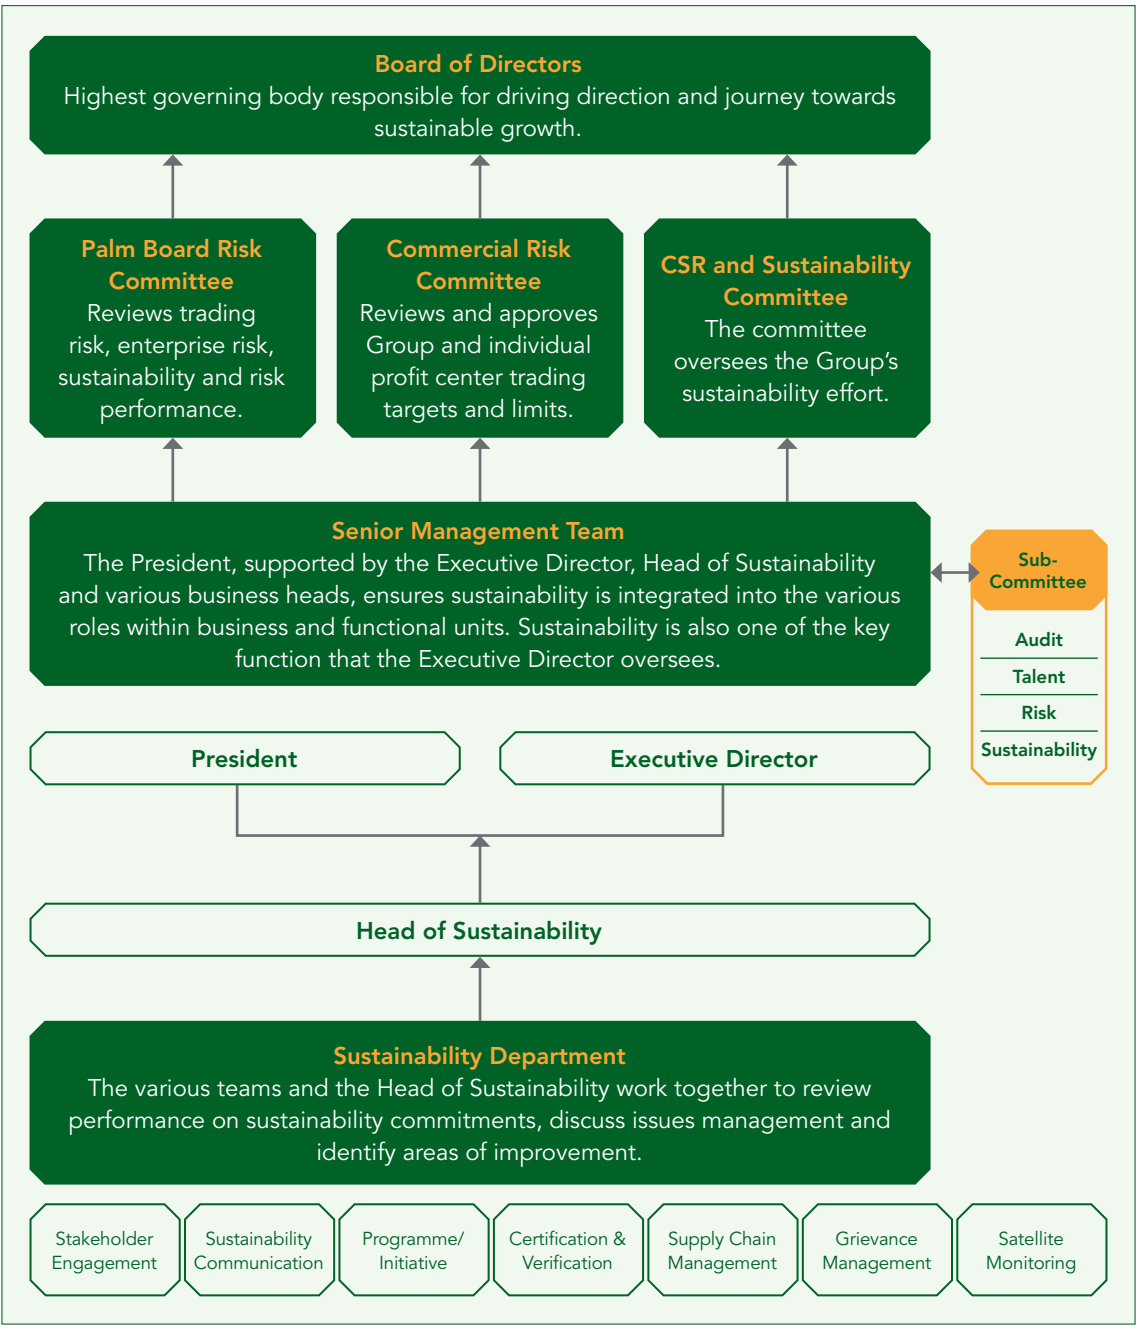 Board of Directors
Highest governing body responsible for driving direction and journey towards
sustainable growth.
Palm Board Risk
Committee
Reviews trading
risk, enterprise risk,
sustainability and risk
performance.
Commercial Risk
Committee
Reviews and approves
Group and individual
profit center trading
targets and limits.
CSR and Sustainability
Committee
The committee
oversees the Group’s
sustainability effort.
Senior Management Team
The President, supported by the Executive Director, Head of Sustainability
and various business heads, ensures sustainability is integrated into the various
roles within business and functional units. Sustainability is also one of the key
function that the Executive Director oversees.
Sub-
Committee
Audit
Talent
Risk
Sustainability
President
Executive Director
Head of Sustainability
Sustainability Department
The various teams and the Head of Sustainability work together to review
performance on sustainability commitments, discuss issues management and
identify areas of improvement.
Stakeholder
Engagement
Sustainability
Communication
Programme/
Initiative
Certification &
Verification
Supply Chain
Management
Grievance
Management
Satellite
Monitoring